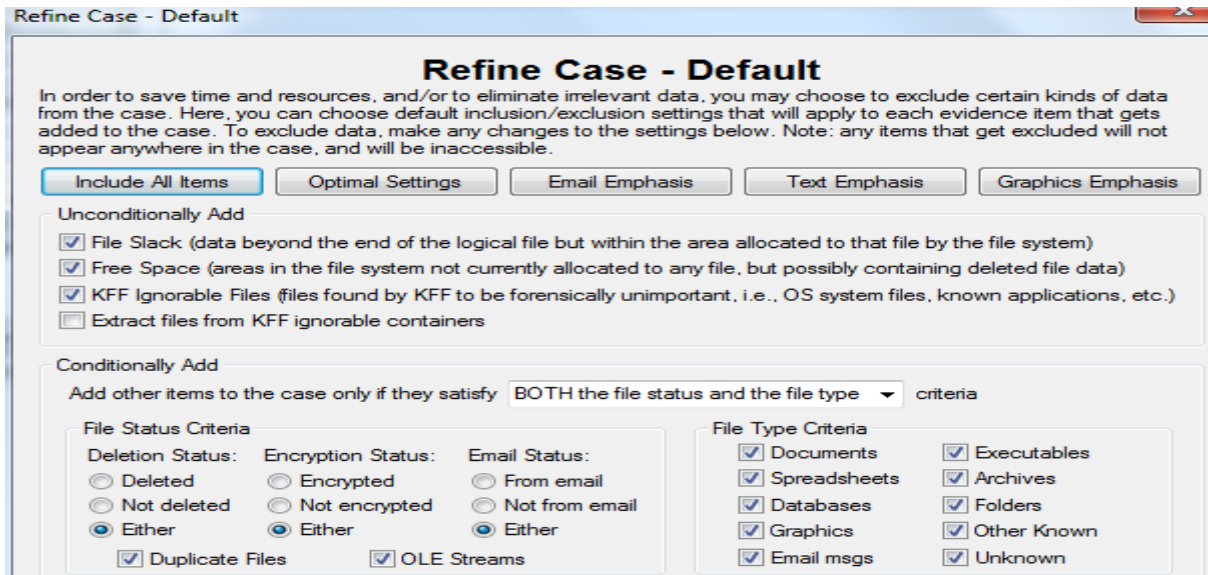 Refine Case - Default
Refine Case - Default
In order to save time and resources, and/or to eliminate irrelevant data, you may choose to exclude certain kinds of data
from the case. Here, you can choose default inclusion/exclusion settings that will apply to each evidence item that gets
added to the case. To exclude data, make any changes to the settings below. Note: any items that get excluded will not
appear anywhere in the case, and will be inaccessible.
Include All Items Optimal Settings Email Emphasis Text Emphasis Graphics Emphasis
Unconditionally Add
File Slack (data beyond the end of the logical file but within the area allocated to that file by the file system)
Free Space (areas in the file system not currently allocated to any file, but possibly containing deleted file data)
KFF Ignorable Files (files found by KFF to be forensically unimportant, i.e., OS system files, known applications, etc.)
Extract files from KFF ignorable containers
Conditionally Add
Add other items to the case only if they satisfy BOTH the file status and the file type criteria
File Status Criteria File Type Criteria
Deletion Status: Encryption Status: Email Status: Documents Executables
Deleted Encrypted From email Spreadsheets Archives
Not deleted Not encrypted Not from email Databases Folders
Either Either Either Graphics Other Known
Duplicate Files OLE Streams Email msgs Unknown